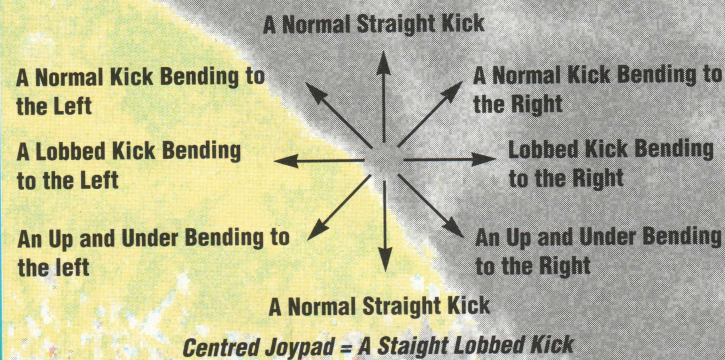 A Normal Straight Kick
A Normal Kick Bending to
the Left
A Normal Kick Bending to
the Right
A Lobbed Kick Bending
to the Left
Lobbed Kick Bending
to the Right
An Up and Under Bending to
the left
An Up and Under Bending
to the Right
A Normal Straight Kick
Centred Joypad = A Staight Lobbed Kick